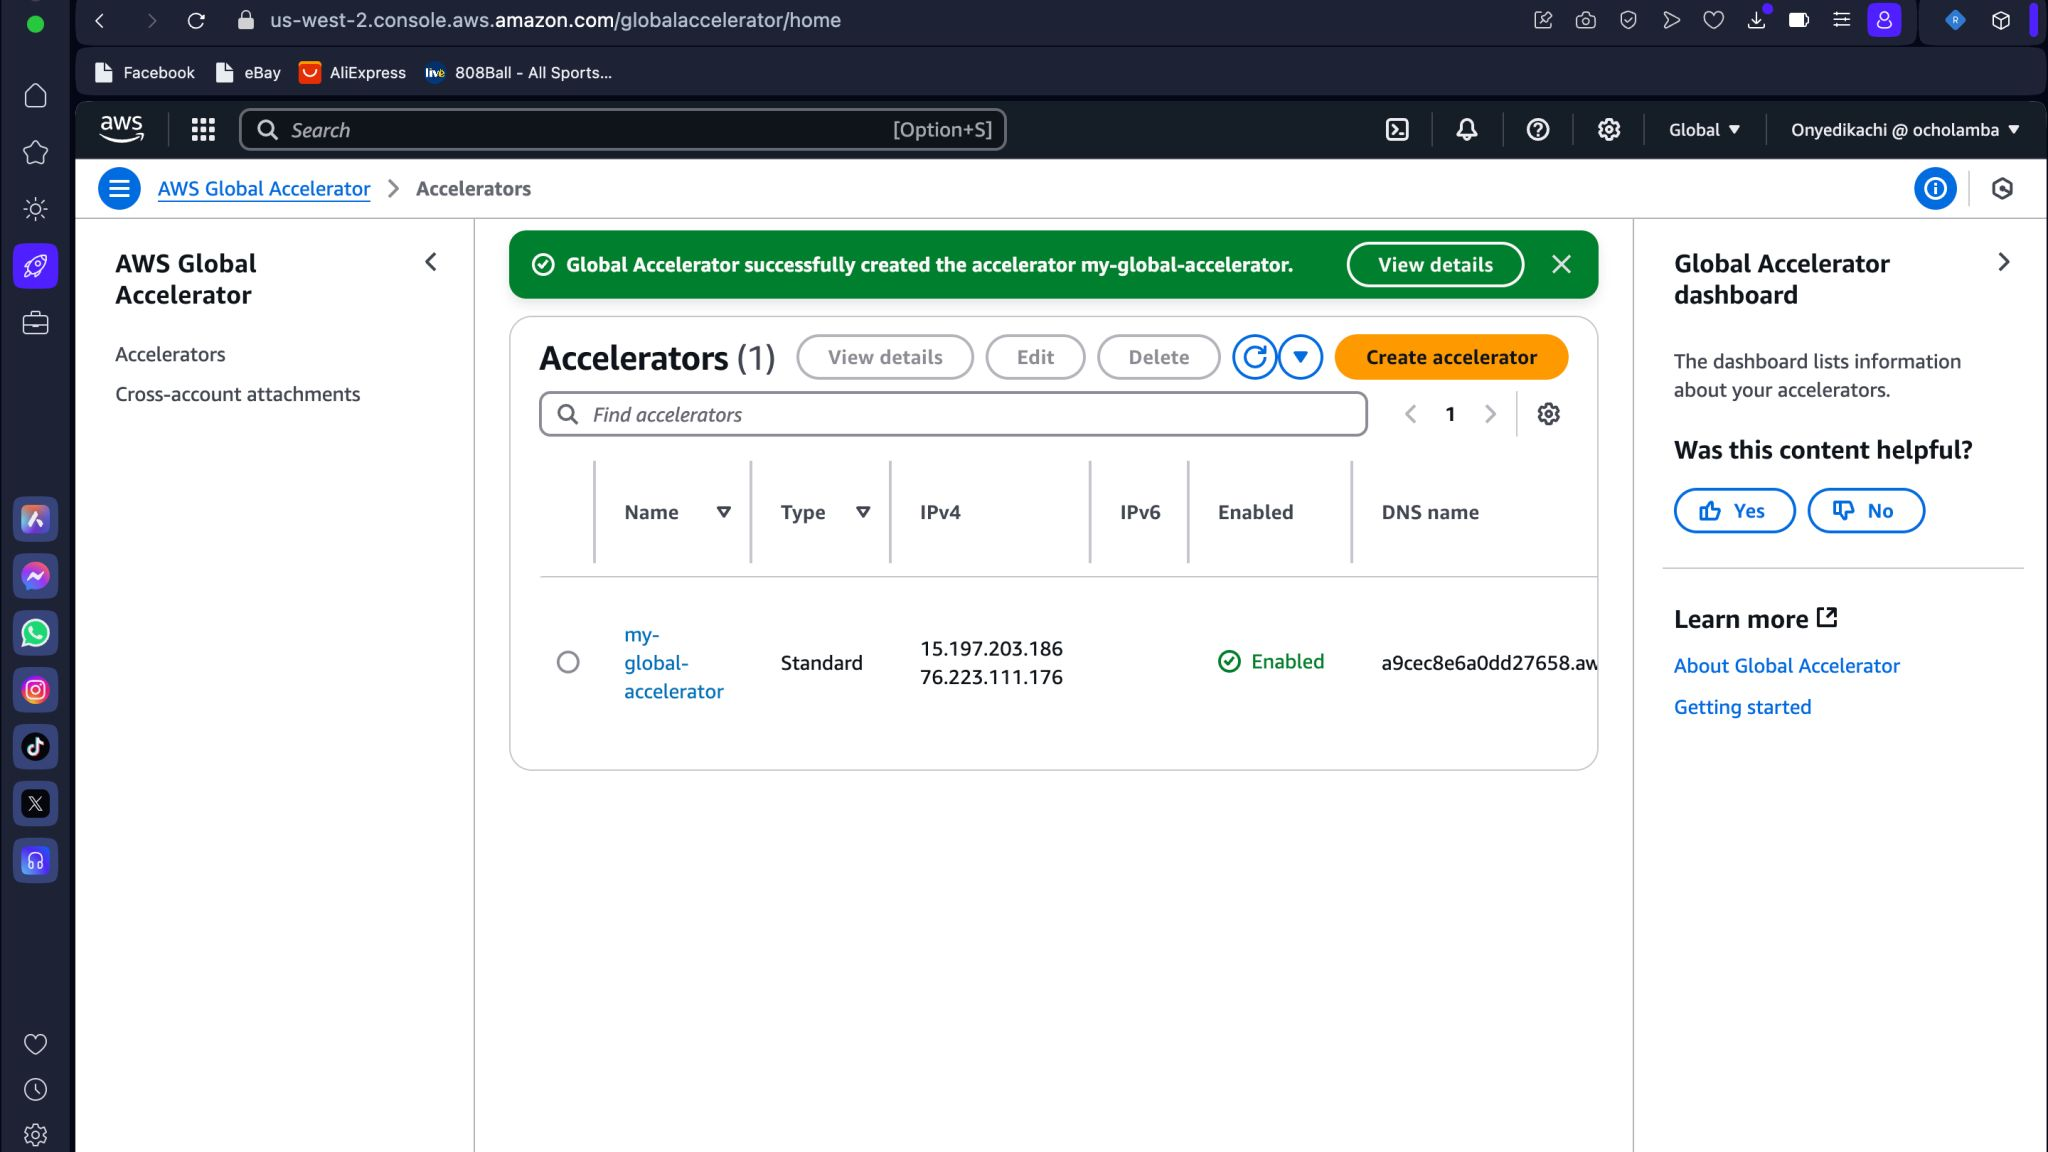 us-west-2.console.aws.amazon.com/globalaccelerator/home
Facebook
eBay
AliExpress
live
808Ball - All Sports...
R
aws
Search
[Option+S]
Global
Onyedikachi @ ocholamba
AWS Global Accelerator
Accelerators
AWS Global
Accelerator
Accelerators
Cross-account attachments
Global Accelerator successfully created the accelerator my-global-accelerator.
View details
Accelerators (1)
View details
Edit
Delete
Create accelerator
Find accelerators
1
Name
Type
IPv4
IPv6
Enabled
DNS name
my-
global-
accelerator
Standard
15.197.203.186
76.223.111.176
Enabled
a9cec8e6a0dd27658.aw
Global Accelerator
dashboard
The dashboard lists information
about your accelerators.
Was this content helpful?
Yes
No
Learn more
About Global Accelerator
Getting started